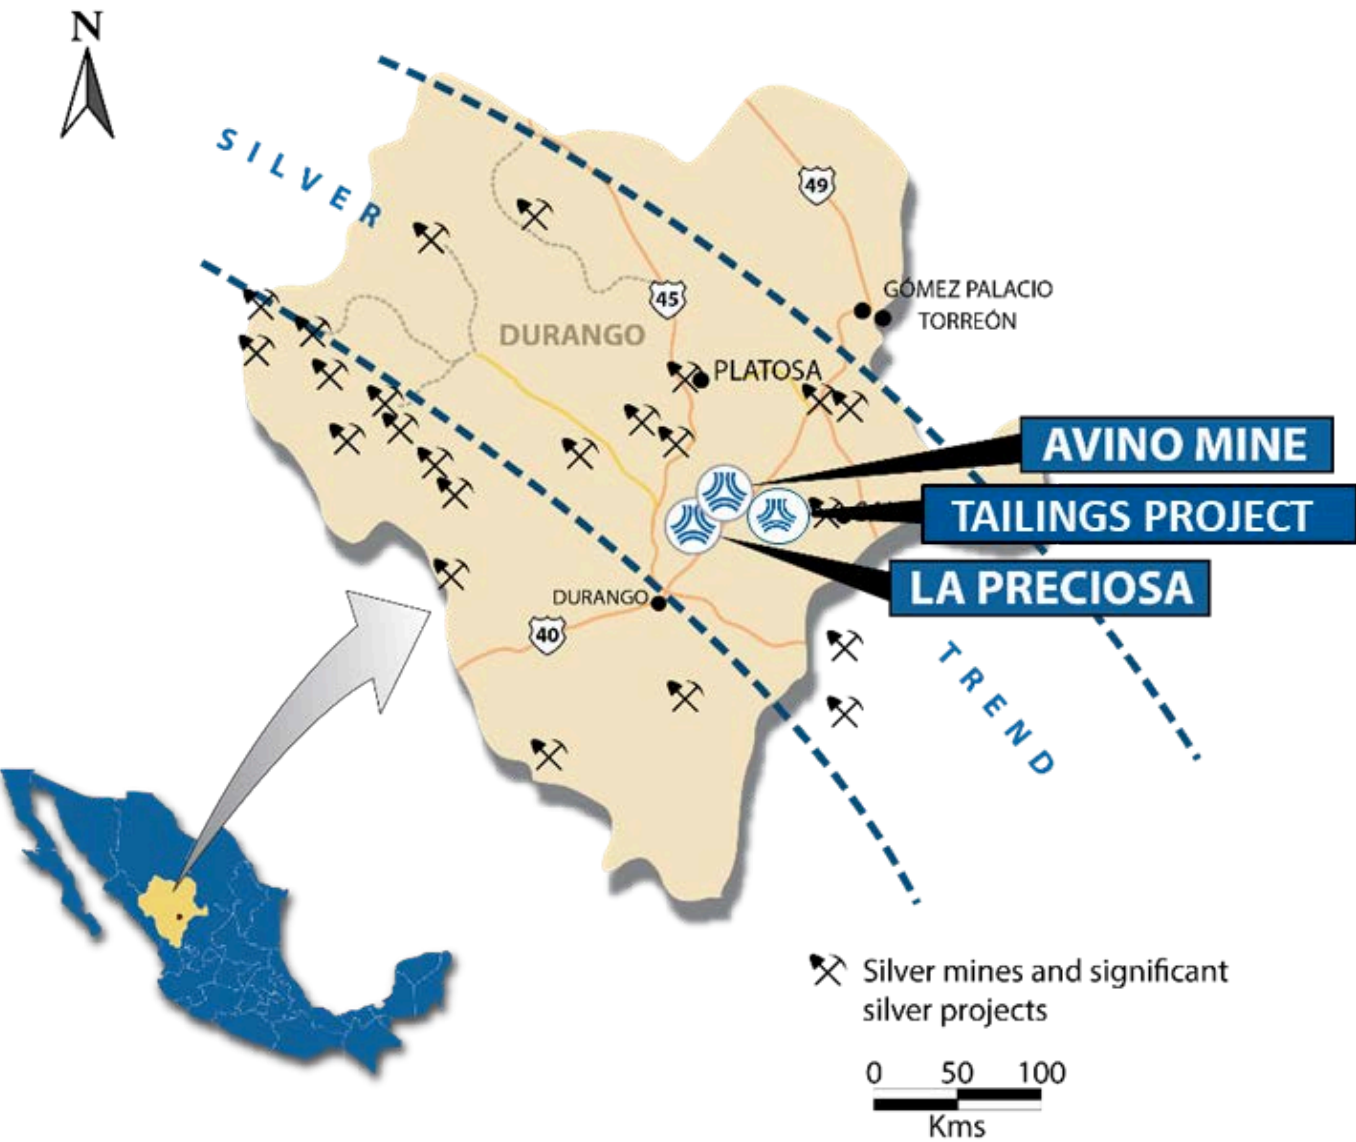 N
SILVER
49
GÓMEZ PALACIO
TORREÓN
45
DURANGO
PLATOSA
AVINO MINE
TAILINGS PROJECT
LA PRECIOSA
DURANGO
40
TREND
Silver mines and significant
silver projects
0 50 100
Kms